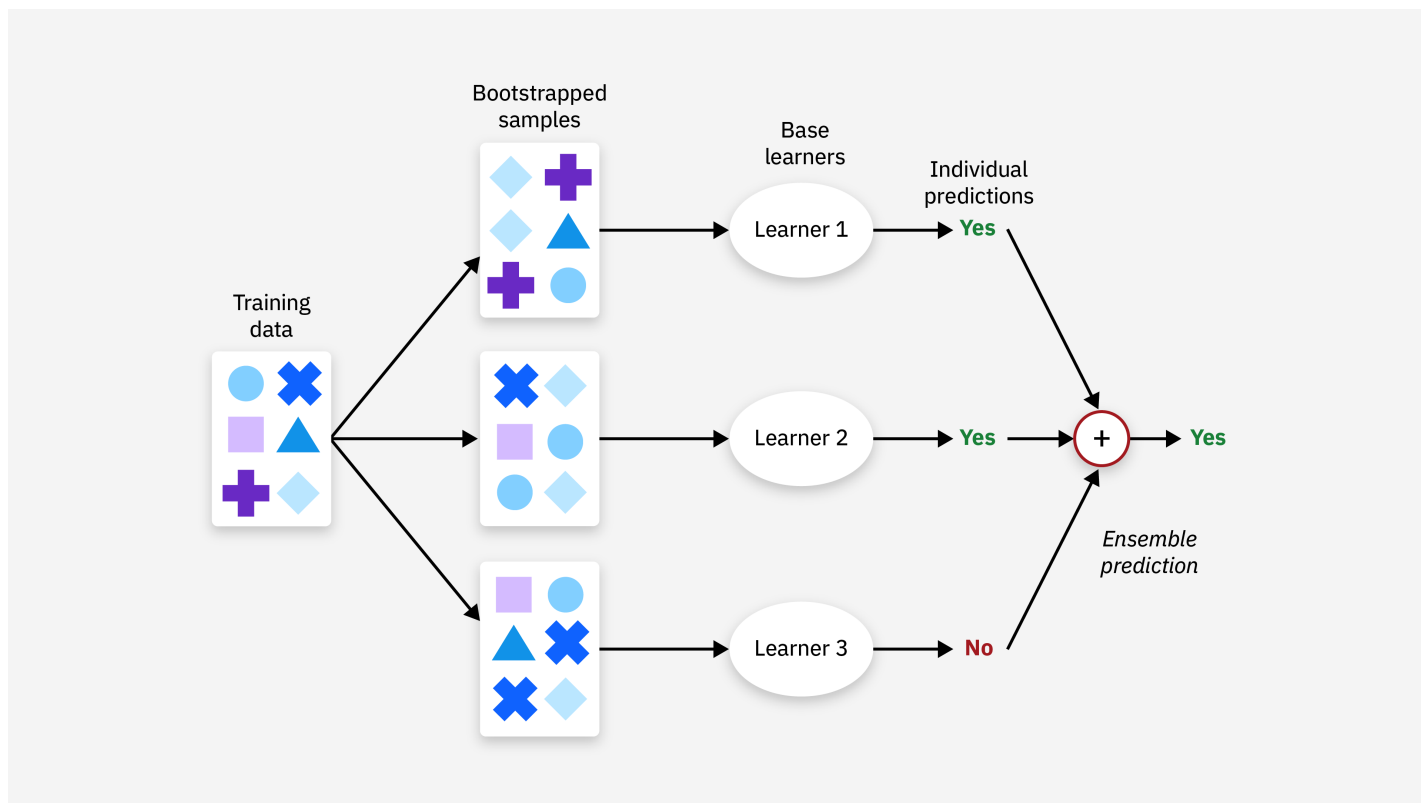 Bootstrapped
samples
Base
learners
Individual
predictions
Learner 1
Yes
Training
data
Learner 2
Yes
+
Yes
Ensemble
prediction
Learner 3
No